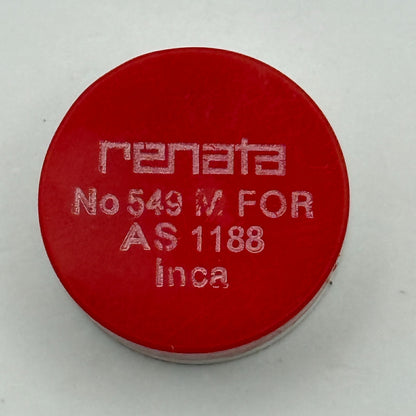 renata
No 549 M FOR
AS 1188
Inca